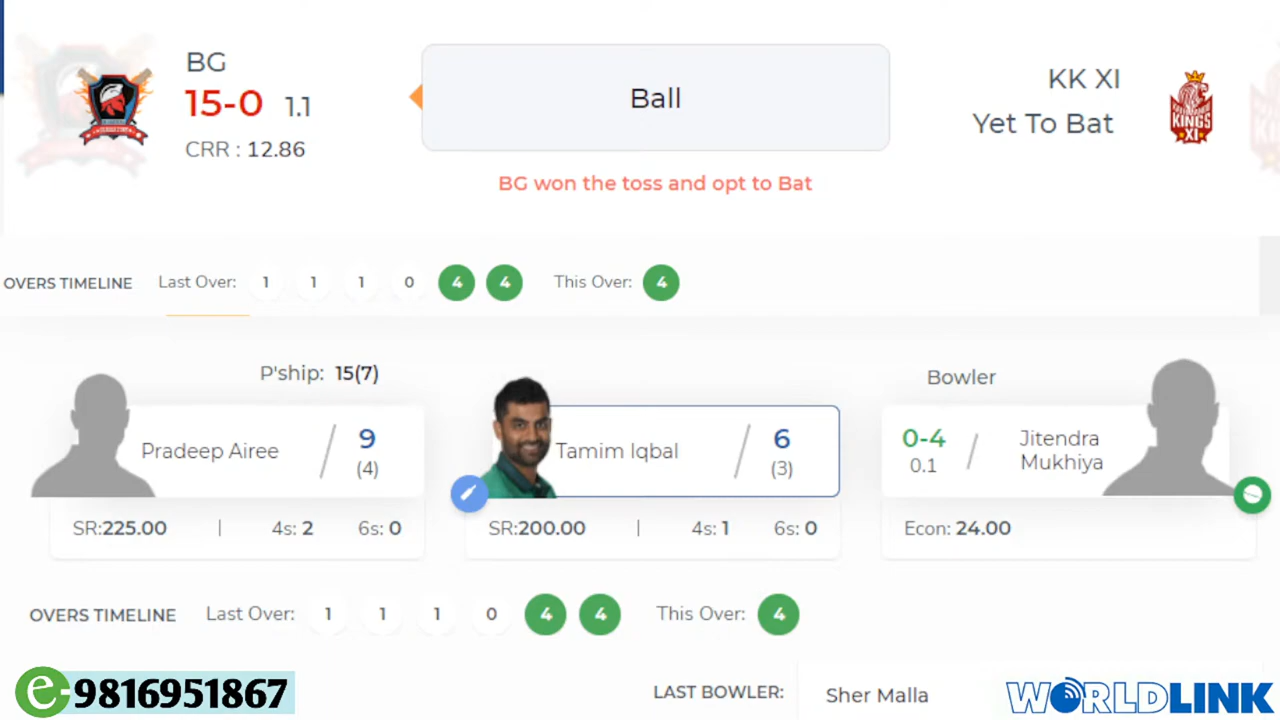 BG
15-0 1.1
CRR : 12.86
Ball
BG won the toss and opt to Bat
KK XI
Yet To Bat
KINGS
XI
OVERS TIMELINE Last Over: 1 1 1 0 4 4 This Over: 4
P'ship: 15(7)
Pradeep Airee / 9
(4)
SR:225.00 | 4s: 2 6s: 0
Tamim Iqbal / 6
(3)
SR:200.00 | 4s: 1 6s: 0
Bowler
0-4 / Jitendra
0.1 Mukhiya
Econ: 24.00
OVERS TIMELINE Last Over: 1 1 1 0 4 4 This Over: 4
e-9816951867
LAST BOWLER: Sher Malla
WORLDLINK